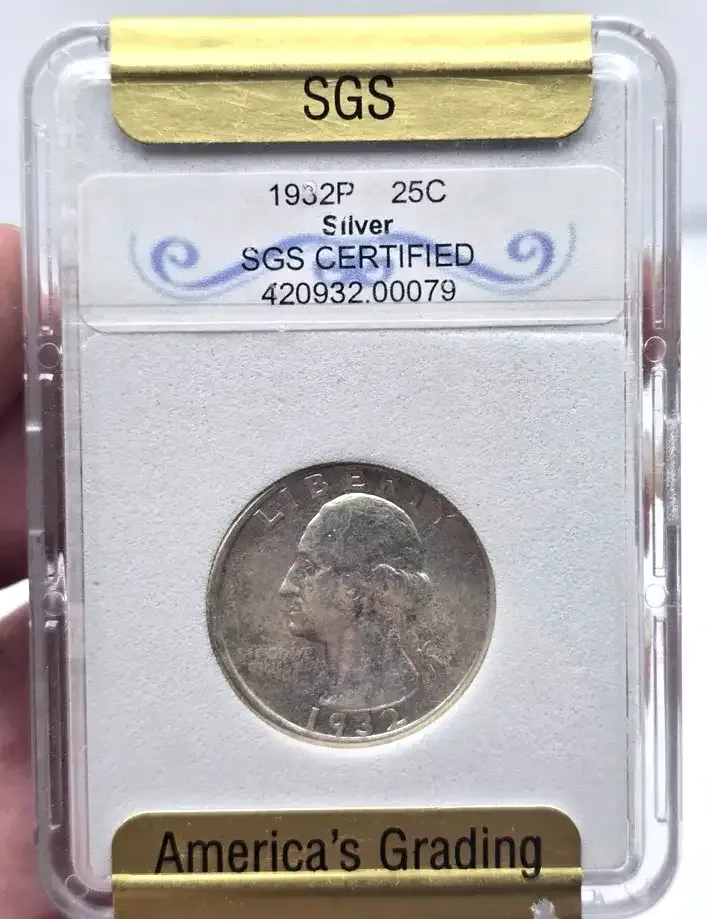 SGS
1932P 25C
Silver
SGS CERTIFIED
420932.00079
LIBERTY
1932
America's Grading